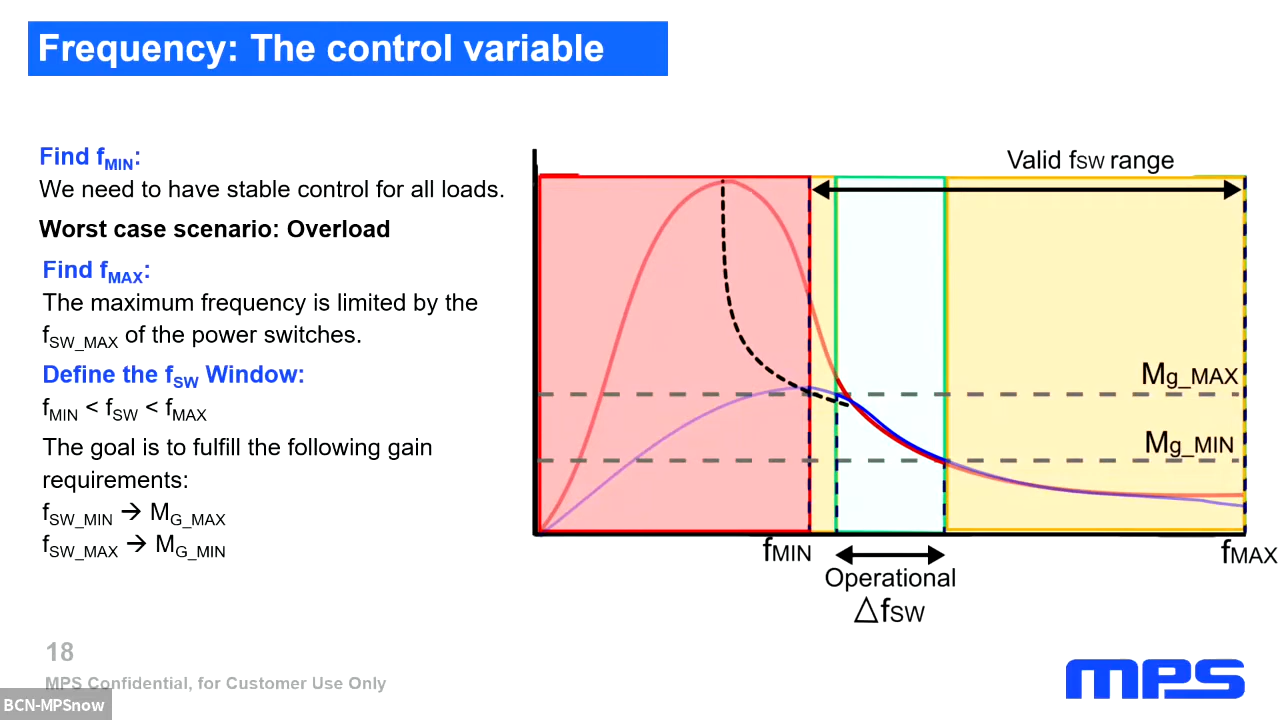 Frequency: The control variable
Find fMIN:
We need to have stable control for all loads.
Worst case scenario: Overload
Find fMAX:
The maximum frequency is limited by the
fSW_MAX of the power switches.
Define the fSW Window:
fMIN < fSW < fMAX
The goal is to fulfill the following gain
requirements:
fSW_MIN → MG_MAX
fSW_MAX → MG_MIN
Valid fSW range
Mg_MAX
Mg_MIN
fMIN
fMAX
Operational
△fSW
18
MPS Confidential, for Customer Use Only
BCN-MPSnow
mps